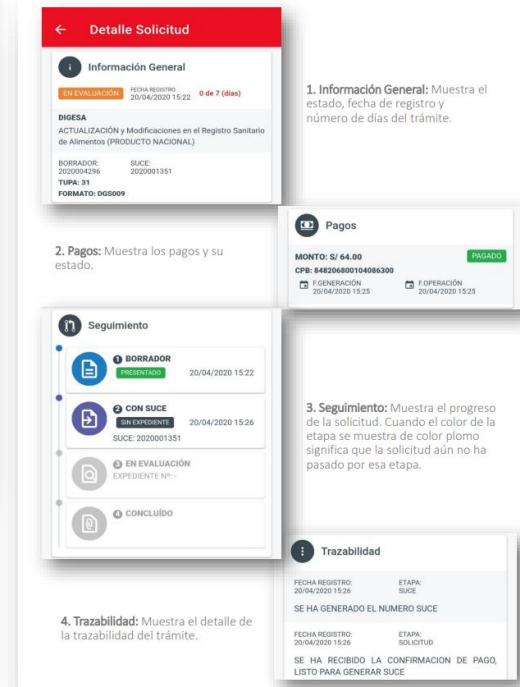 Detalle Solicitud
Información General
EN EVALUACIÓN
FECHA REGISTRO:
20/04/2020 15:22
0 de 7 (días)
DIGESA
ACTUALIZACIÓN y Modificaciones en el Registro Sanitario
de Alimentos (PRODUCTO NACIONAL)
BORRADOR:
2020004296
SUCE:
2020001351
TUPA: 31
FORMATO: DGS009
1. Información General: Muestra el
estado, fecha de registro y
número de días del trámite.
2. Pagos: Muestra los pagos y su
estado.
Pagos
MONTO: S/ 64.00
PAGADO
CPB: 848206800104086300
F.GENERACIÓN
20/04/2020 15:25
F.OPERACIÓN
20/04/2020 15:25
Seguimiento
1 BORRADOR
PRESENTADO
20/04/2020 15:22
2 CON SUCE
SIN EXPEDIENTE
20/04/2020 15:26
SUCE: 2020001351
3 EN EVALUACIÓN
EXPEDIENTE Nº: -
4 CONCLUÍDO
3. Seguimiento: Muestra el progreso
de la solicitud. Cuando el color de la
etapa se muestra de color plomo
significa que la solicitud aún no ha
pasado por esa etapa.
4. Trazabilidad: Muestra el detalle de
la trazabilidad del trámite.
Trazabilidad
FECHA REGISTRO:
20/04/2020 15:26
ETAPA:
SUCE
SE HA GENERADO EL NUMERO SUCE
FECHA REGISTRO:
20/04/2020 15:26
ETAPA:
SOLICITUD
SE HA RECIBIDO LA CONFIRMACION DE PAGO,
LISTO PARA GENERAR SUCE